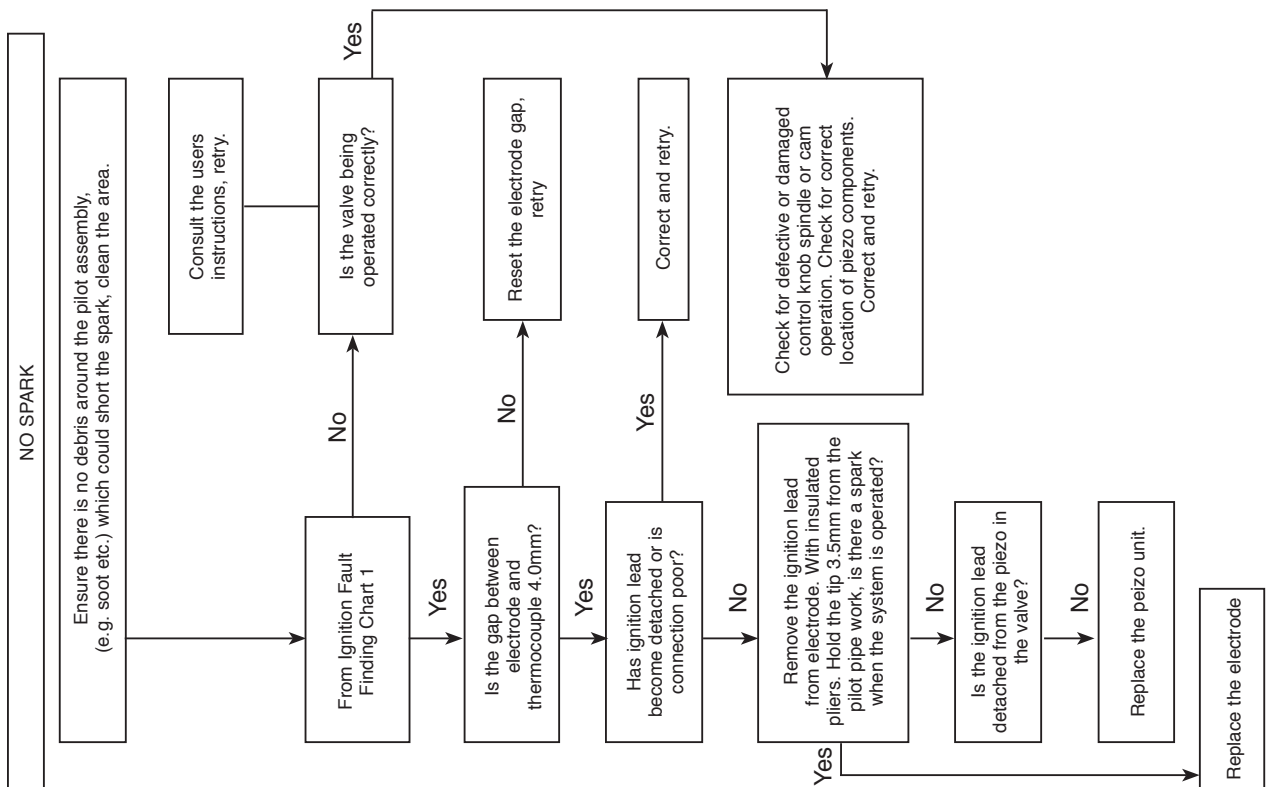 NO SPARK
Ensure there is no debris around the pilot assembly,
(e.g. soot etc.) which could short the spark, clean the area.
Consult the users
instructions, retry.
From Ignition Fault
Finding Chart 1
No
Is the valve being
operated correctly?
Yes
Yes
Is the gap between
electrode and
thermocouple 4.0mm?
No
Reset the electrode gap,
retry
Yes
Has ignition lead
become detached or is
connection poor?
Yes
Correct and retry.
No
Remove the ignition lead
from electrode. With insulated
pliers. Hold the tip 3.5mm from the
pilot pipe work, is there a spark
when the system is operated?
Check for defective or damaged
control knob spindle or cam
operation. Check for correct
location of piezo components.
Correct and retry.
Yes
No
Is the ignition lead
detached from the piezo in
the valve?
No
Replace the peizo unit.
Replace the electrode